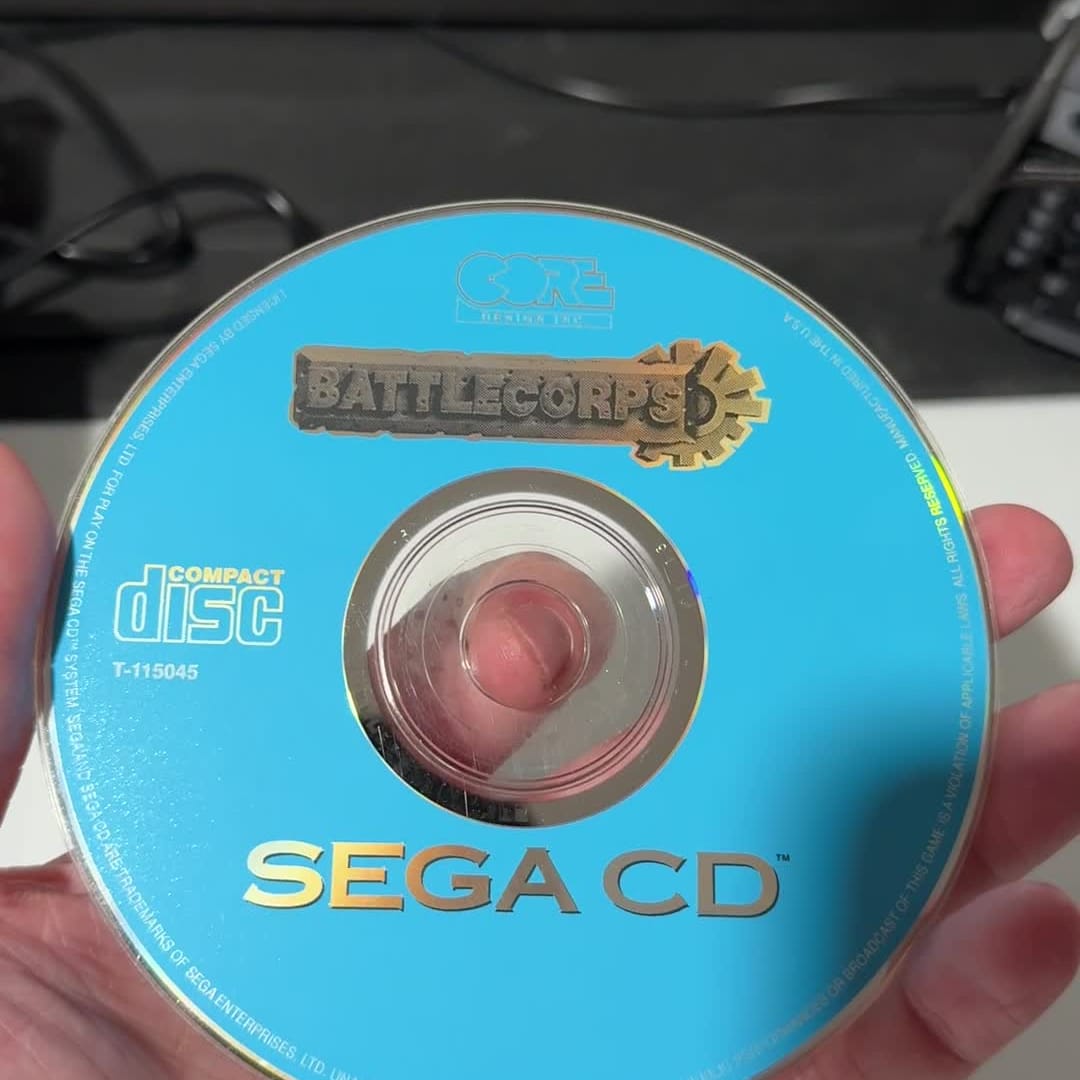 CORE
DESIGN INC
BATTLECORPS
COMPACT
disc
T-115045
SEGA CD™
LICENSED BY SEGA ENTERPRISES, LTD. FOR PLAY ON THE SEGA CD™ SYSTEM. SEGA AND SEGA CD ARE TRADEMARKS OF SEGA ENTERPRISES, LTD.
OR BROADCAST OF THIS GAME IS A VIOLATION OF APPLICABLE LAWS. ALL RIGHTS RESERVED. MANUFACTURED IN THE U.S.A